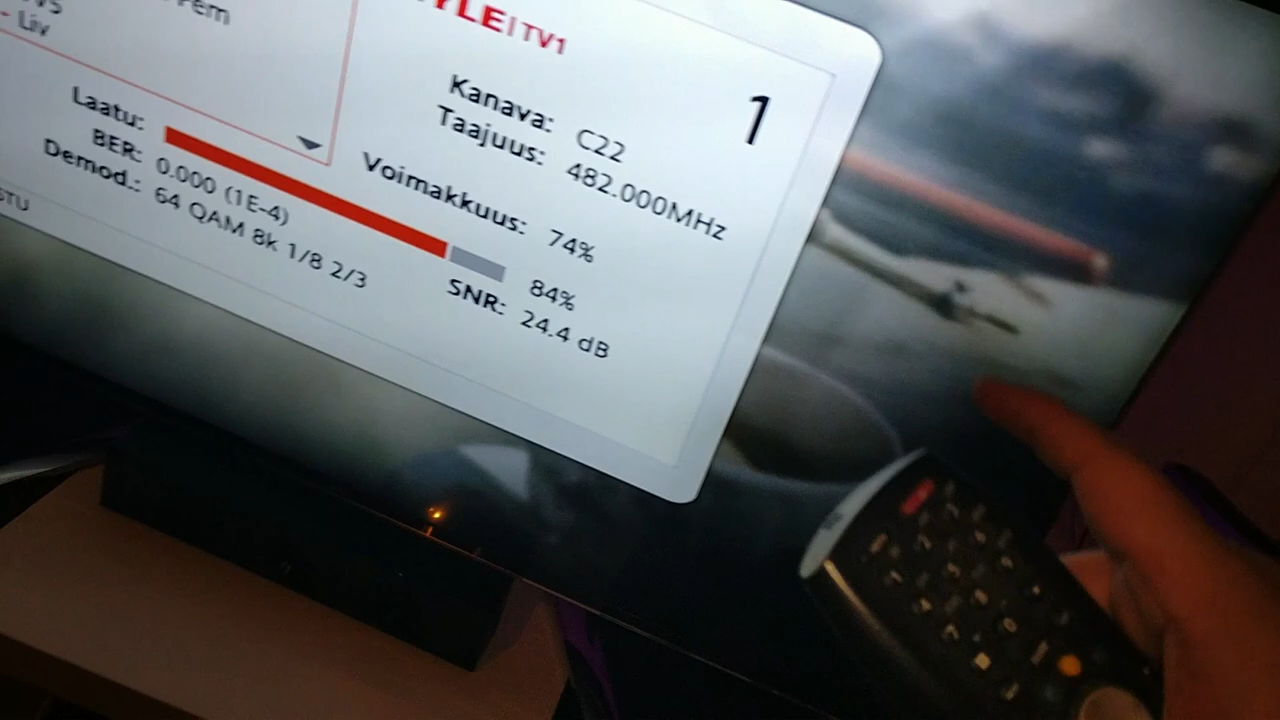 Fem
- Liv
YLE TV1
1
Kanava: C22
Taajuus: 482.000MHz
Voimakkuus: 74%
Laatu: 84%
BER: 0.000 (1E-4)
SNR: 24.4 dB
Demod.: 64 QAM 8k 1/8 2/3